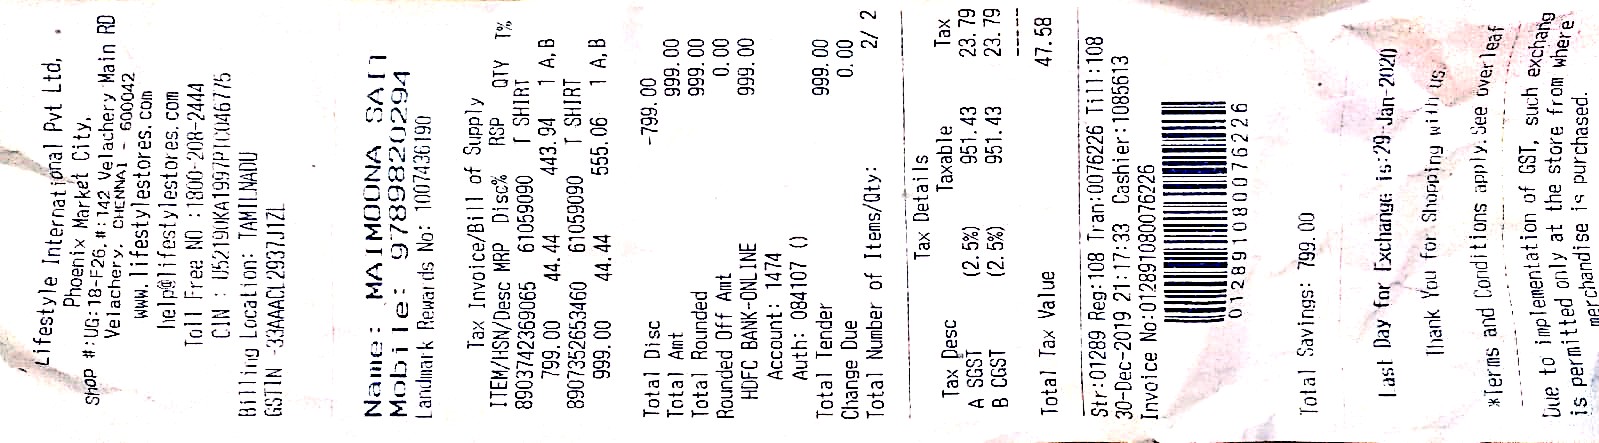 Lifestyle International Pvt Ltd,
Phoenix Market City,
Shop #:UG:18-F26,#:142 Velachery Main RD
Velachery, CHENNAI - 600042
www.lifestylestores.com
help@lifestylestores.com
Toll Free NO :1800-208-2444
CIN : U52190KA1997PTC046775
Billing Location: TAMILNADU
GSTIN -33AAACL2937J1ZL
Name: MAIMOONA SAIT
Mobile: 9789820294
Landmark Rewards No: 1007436190
Tax Invoice/Bill of Supply
ITEM/HSN/Desc MRP Disc% RSP QTY T%
8903742369065 61059090 T SHIRT
799.00 44.44 443.94 1 A,B
8907352653460 61059090 T SHIRT
999.00 44.44 555.06 1 A,B
Total Disc -799.00
Total Amt 999.00
Total Rounded 999.00
Rounded Off Amt 0.00
HDFC BANK-ONLINE 999.00
Account: 1474
Auth: 084107 ()
Total Tender 999.00
Change Due 0.00
Total Number of Items/Qty: 2/ 2
Tax Details
Tax Desc Taxable Tax
A SGST (2.5%) 951.43 23.79
B CGST (2.5%) 951.43 23.79
Total Tax Value 47.58
Str:01289 Reg:108 Tran:0076226 Till:108
30-Dec-2019 21:17:33 Cashier:1085613
Invoice No:012891080076226
012891080076226
Total Savings: 799.00
Last Day for Exchange is:29-Jan-2020
Thank You for Shopping with us.
*Terms and Conditions apply.See overleaf
Due to implementation of GST, such exchang
is permitted only at the store from where
merchandise is purchased.